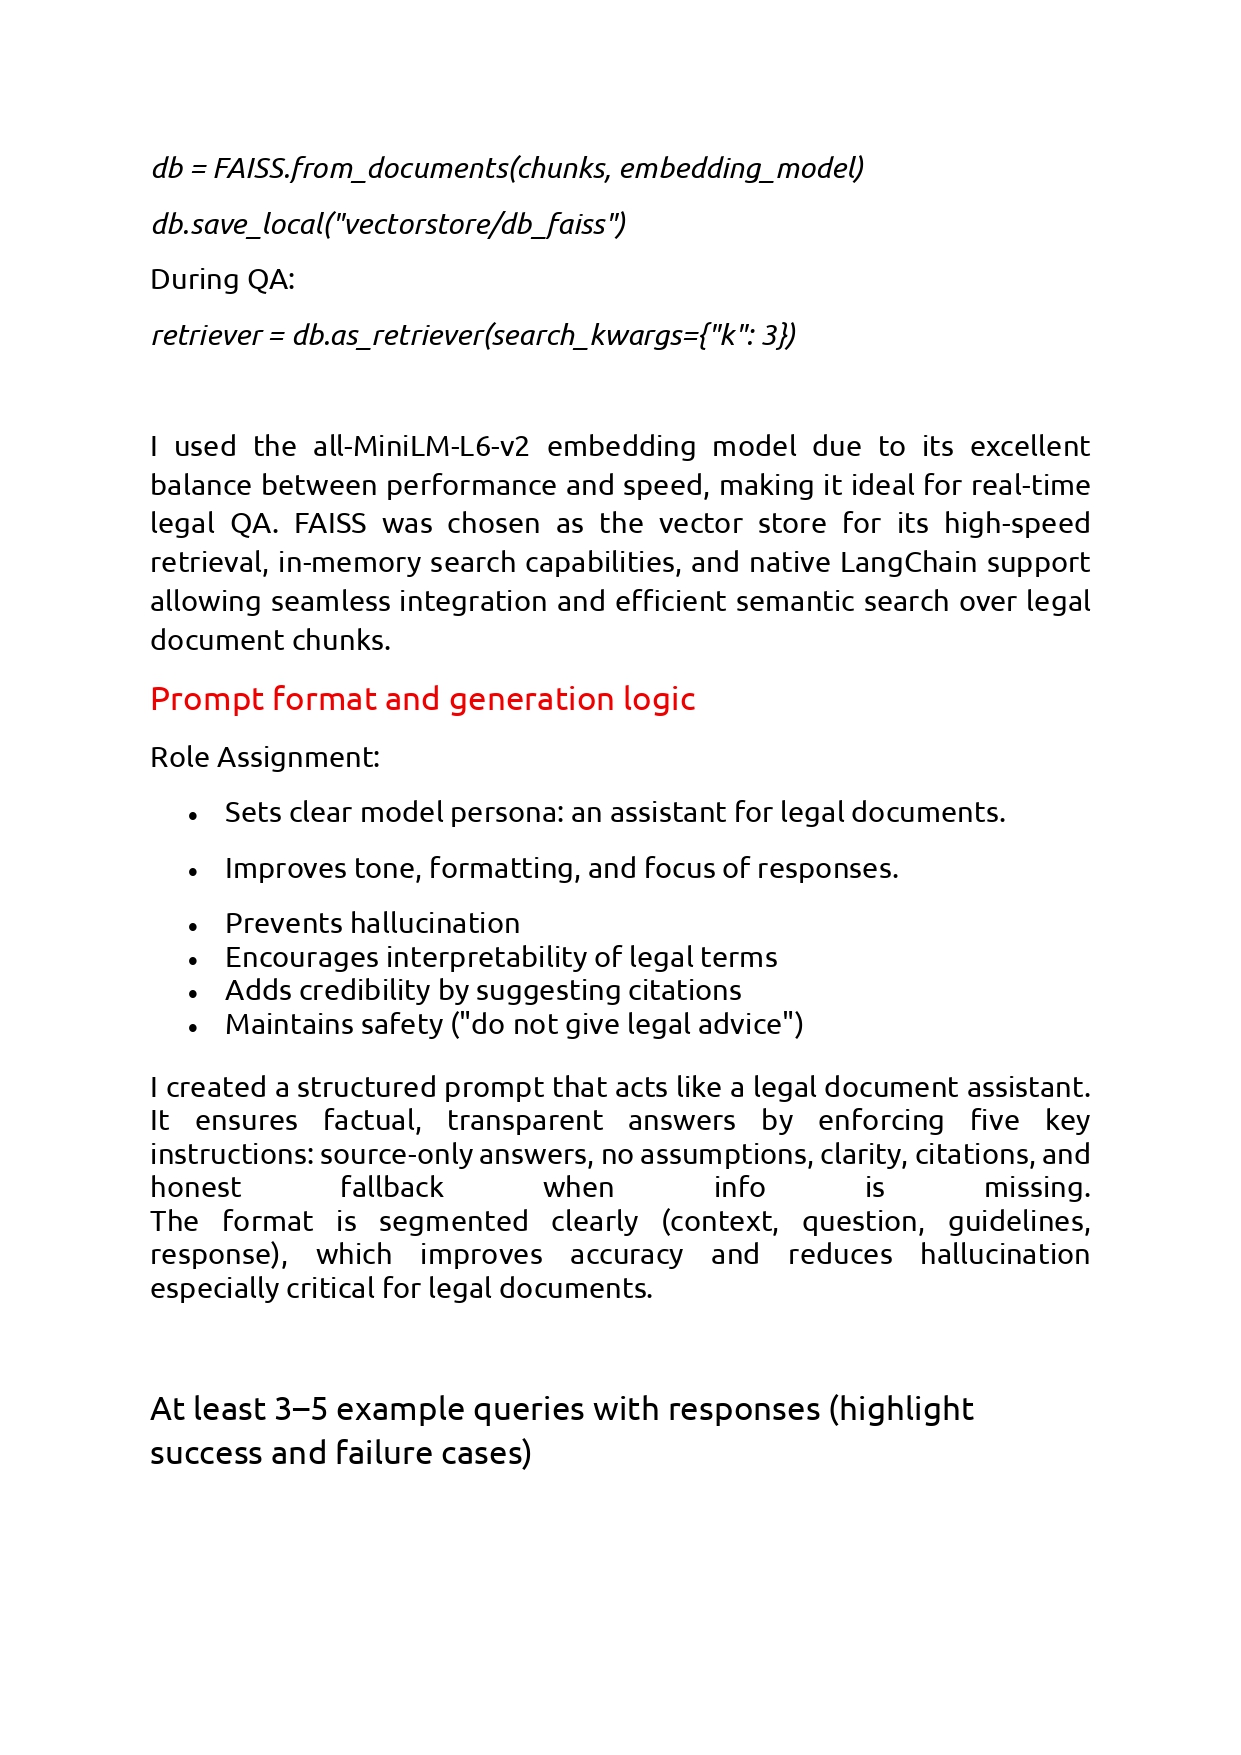 db = FAISS.from_documents(chunks, embedding_model)
db.save_local("vectorstore/db_faiss")
During QA:
retriever = db.as_retriever(search_kwargs={"k": 3})
I used the all-MiniLM-L6-v2 embedding model due to its excellent
balance between performance and speed, making it ideal for real-time
legal QA. FAISS was chosen as the vector store for its high-speed
retrieval, in-memory search capabilities, and native LangChain support
allowing seamless integration and efficient semantic search over legal
document chunks.
Prompt format and generation logic
Role Assignment:
• Sets clear model persona: an assistant for legal documents.
• Improves tone, formatting, and focus of responses.
• Prevents hallucination
• Encourages interpretability of legal terms
• Adds credibility by suggesting citations
• Maintains safety ("do not give legal advice")
I created a structured prompt that acts like a legal document assistant.
It ensures factual, transparent answers by enforcing five key
instructions: source-only answers, no assumptions, clarity, citations, and
honest fallback when info is missing.
The format is segmented clearly (context, question, guidelines,
response), which improves accuracy and reduces hallucination
especially critical for legal documents.
At least 3–5 example queries with responses (highlight
success and failure cases)